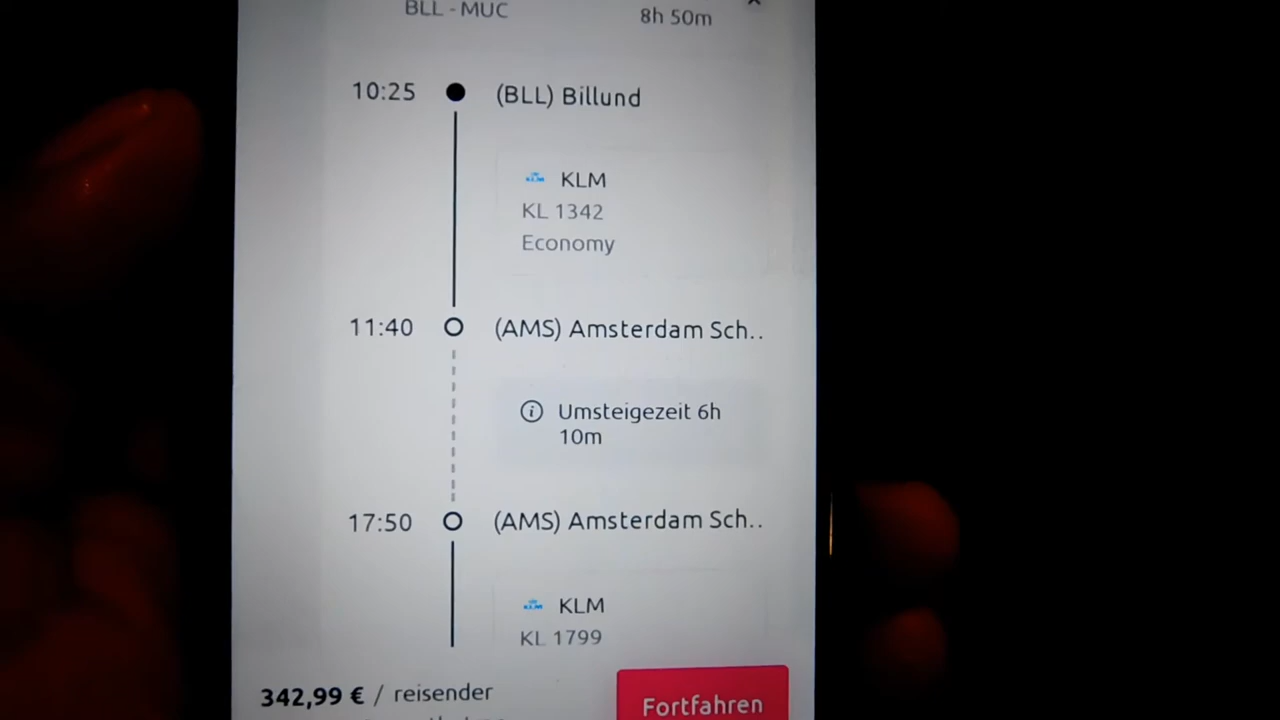 BLL - MUC 8h 50m
10:25 (BLL) Billund
KLM
KL 1342
Economy
11:40 (AMS) Amsterdam Sch..
Umsteigezeit 6h
10m
17:50 (AMS) Amsterdam Sch..
KLM
KL 1799
342,99 € / reisender
Fortfahren